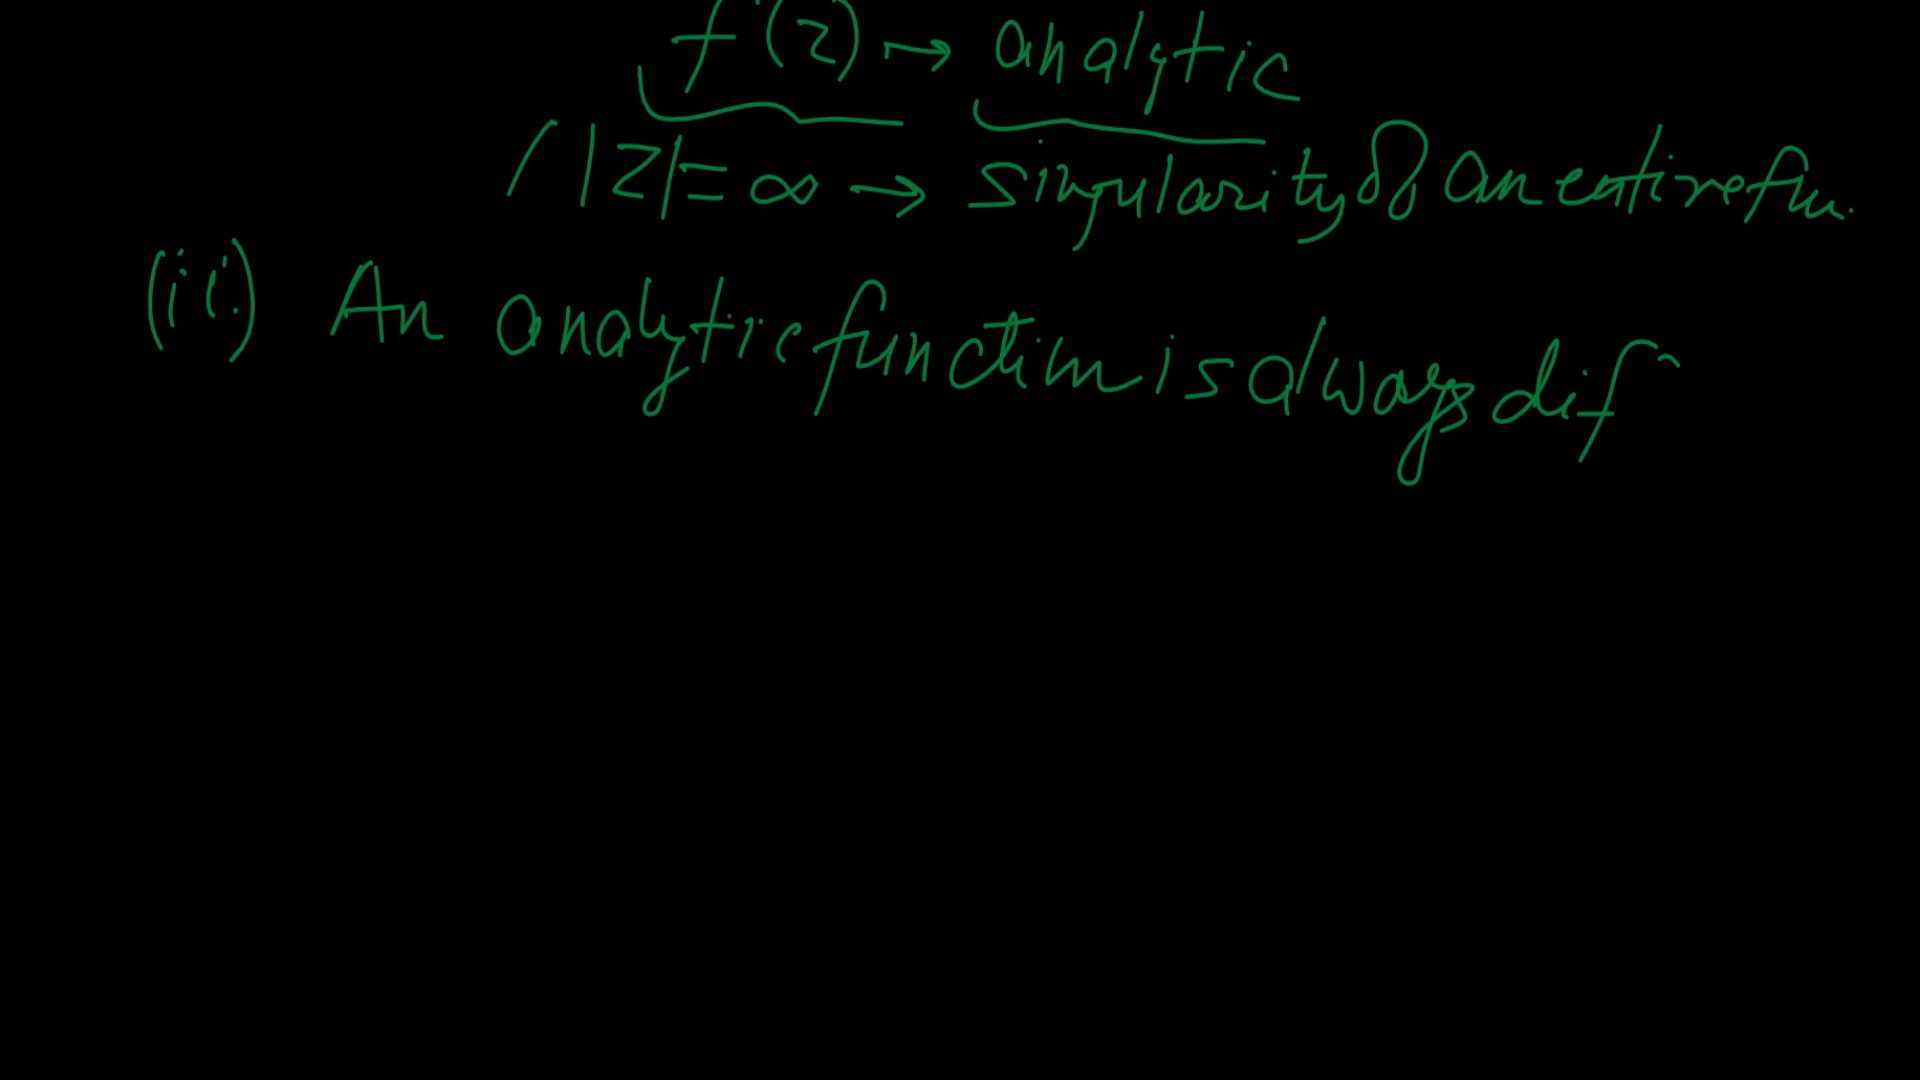 f'(z) → analytic
/ |z| = ∞ → singularity of an entire fn.
(ii) An analytic function is always dif